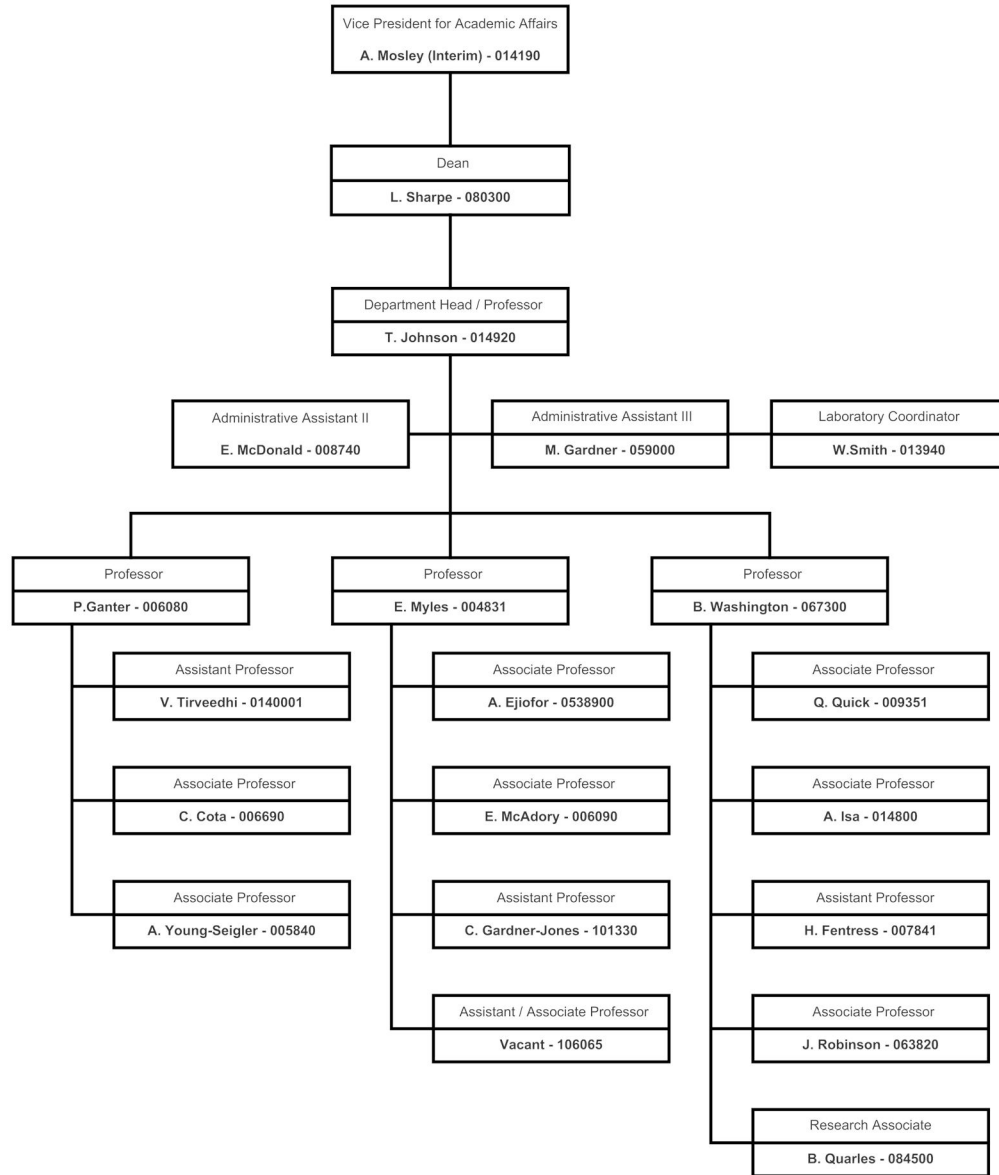 Vice President for Academic Affairs
A. Mosley (Interim) - 014190
Dean
L. Sharpe - 080300
Department Head / Professor
T. Johnson - 014920
Administrative Assistant II
E. McDonald - 008740
Administrative Assistant III
M. Gardner - 059000
Laboratory Coordinator
W.Smith - 013940
Professor
P.Ganter - 006080
Assistant Professor
V. Tirveedhi - 0140001
Associate Professor
C. Cota - 006690
Associate Professor
A. Young-Seigler - 005840
Professor
E. Myles - 004831
Associate Professor
A. Ejiofor - 0538900
Associate Professor
E. McAdory - 006090
Assistant Professor
C. Gardner-Jones - 101330
Assistant / Associate Professor
Vacant - 106065
Professor
B. Washington - 067300
Associate Professor
Q. Quick - 009351
Associate Professor
A. Isa - 014800
Assistant Professor
H. Fentress - 007841
Associate Professor
J. Robinson - 063820
Research Associate
B. Quarles - 084500